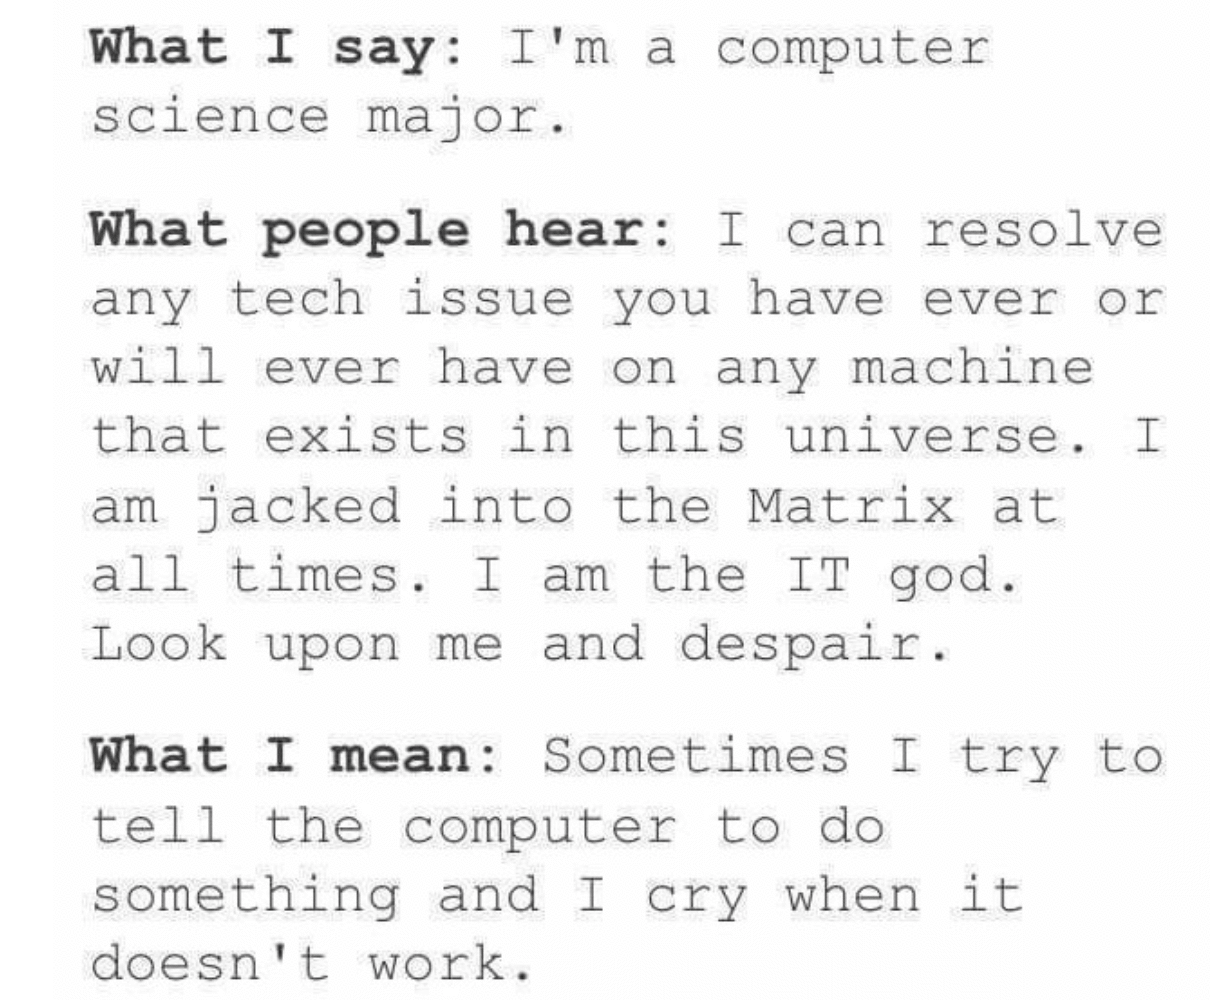 What I say: I'm a computer
science major.
What people hear: I can resolve
any tech issue you have ever or
will ever have on any machine
that exists in this universe. I
am jacked into the Matrix at
all times. I am the IT god.
Look upon me and despair.
What I mean: Sometimes I try to
tell the computer to do
something and I cry when it
doesn't work.